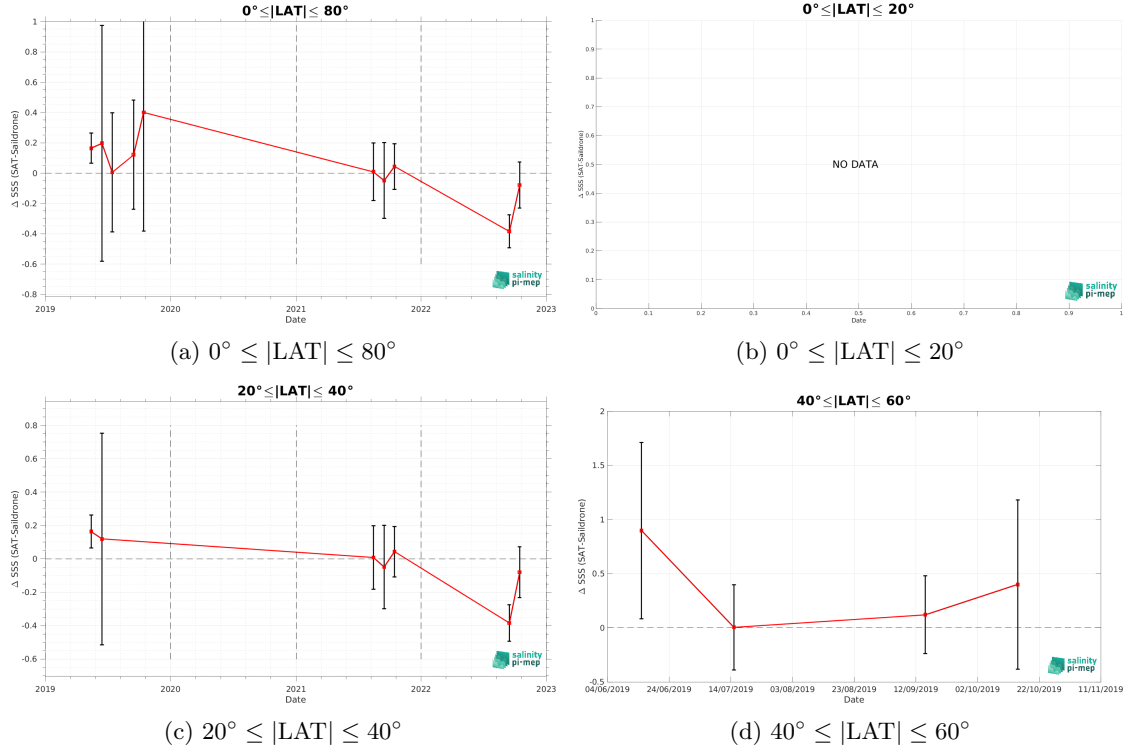 0°≤|LAT|≤ 80°
Δ SSS (SAT-Saildrone)
1
0.8
0.6
0.4
0.2
0
-0.2
-0.4
-0.6
-0.8
2019
2020
2021
2022
2023
Date
salinity
pi-mep
(a) 0° ≤ |LAT| ≤ 80°
0°≤|LAT|≤ 20°
Δ SSS (SAT-Saildrone)
1
0.9
0.8
0.7
0.6
0.5
0.4
0.3
0.2
0.1
0
NO DATA
0
0.1
0.2
0.3
0.4
0.5
0.6
0.7
0.8
0.9
1
Date
salinity
pi-mep
(b) 0° ≤ |LAT| ≤ 20°
20°≤|LAT|≤ 40°
Δ SSS (SAT-Saildrone)
0.8
0.6
0.4
0.2
0
-0.2
-0.4
-0.6
2019
2020
2021
2022
2023
Date
salinity
pi-mep
(c) 20° ≤ |LAT| ≤ 40°
40°≤|LAT|≤ 60°
Δ SSS (SAT-Saildrone)
2
1.5
1
0.5
0
-0.5
04/06/2019
24/06/2019
14/07/2019
03/08/2019
23/08/2019
12/09/2019
02/10/2019
22/10/2019
11/11/2019
Date
salinity
pi-mep
(d) 40° ≤ |LAT| ≤ 60°